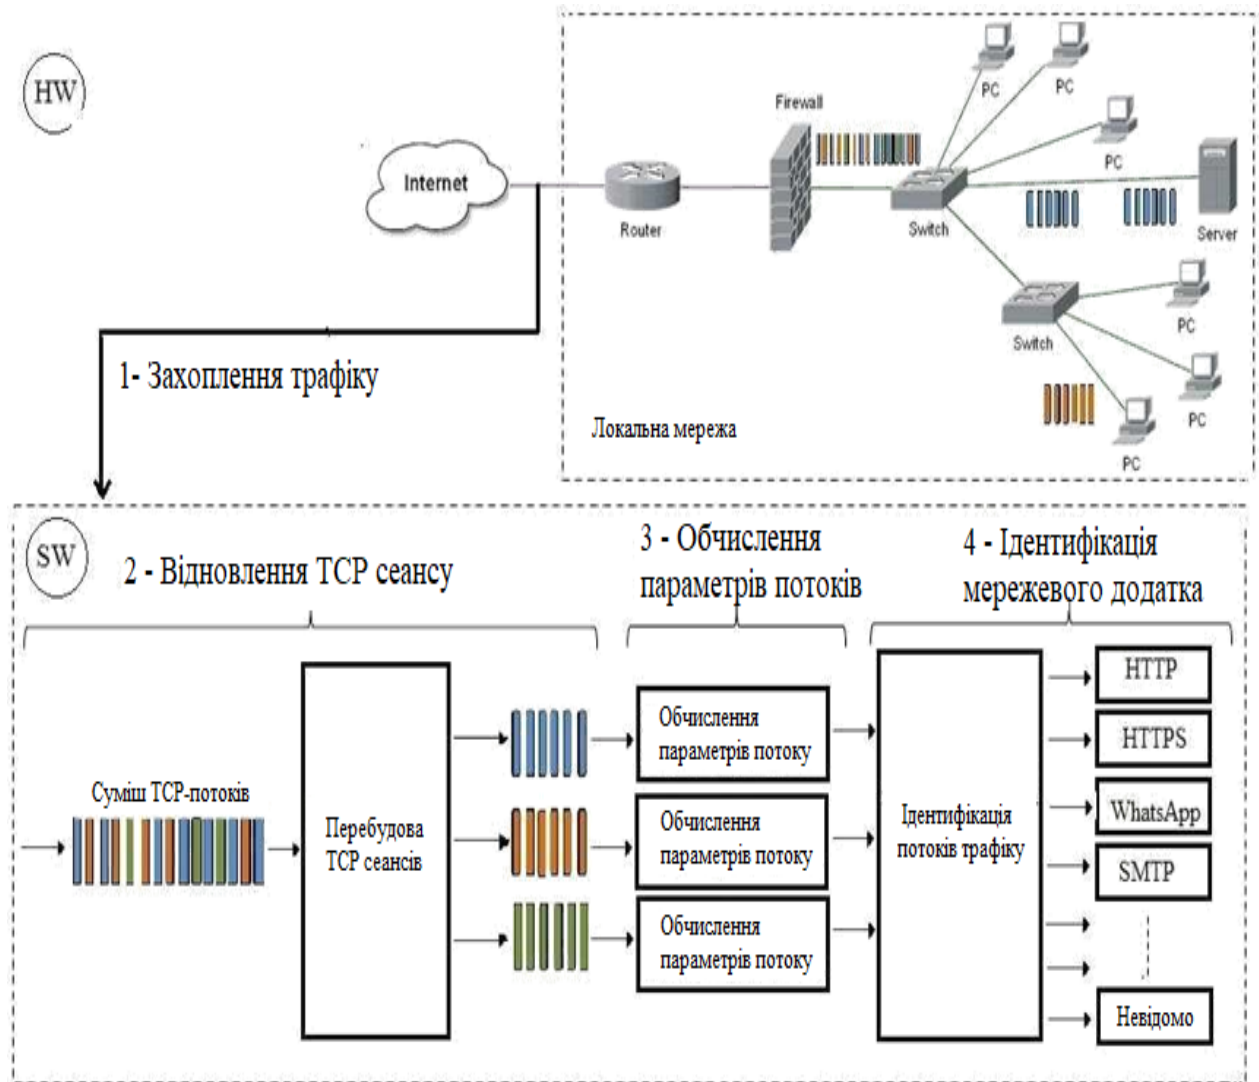 HW
PC
PC
Firewall
PC
Internet
Router
Switch
Server
PC
Switch
PC
PC
Локальна мережа
1- Захоплення трафіку
SW
2 - Відновлення TCP сеансу
3 - Обчислення
параметрів потоків
4 - Ідентифікація
мережевого додатка
Суміш TCP-потоків
Перебудова
TCP сеансів
Обчислення
параметрів потоку
Обчислення
параметрів потоку
Обчислення
параметрів потоку
Ідентифікація
потоків трафіку
HTTP
HTTPS
WhatsApp
SMTP
Невідомо